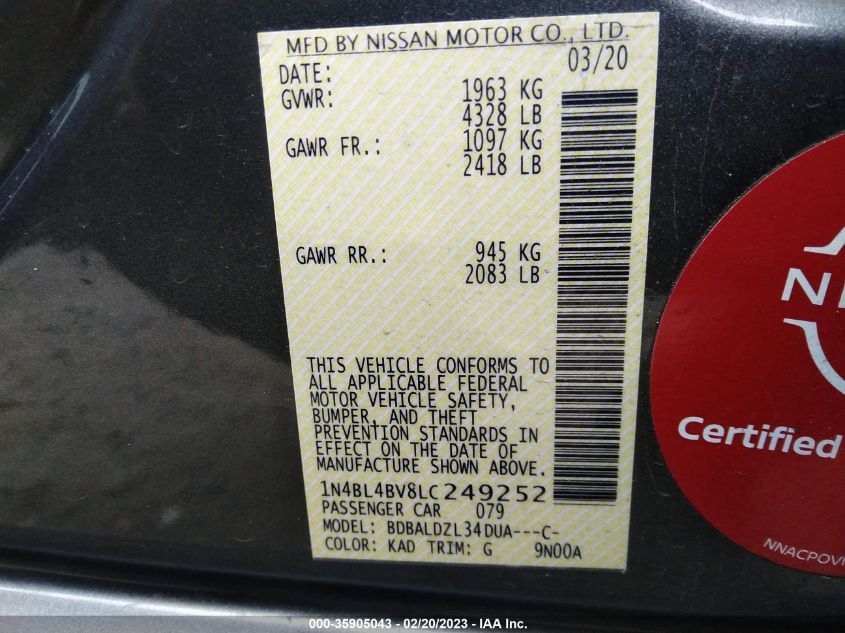 MFD BY NISSAN MOTOR CO., LTD.
DATE: 03/20
GVWR: 1963 KG
4328 LB
GAWR FR.: 1097 KG
2418 LB
GAWR RR.: 945 KG
2083 LB
THIS VEHICLE CONFORMS TO
ALL APPLICABLE FEDERAL
MOTOR VEHICLE SAFETY,
BUMPER, AND THEFT
PREVENTION STANDARDS IN
EFFECT ON THE DATE OF
MANUFACTURE SHOWN ABOVE.
1N4BL4BV8LC249252
PASSENGER CAR 079
MODEL: BDBALDZL34DUA---C-
COLOR: KAD TRIM: G 9N00A
Certified
000-35905043 - 02/20/2023 - IAA Inc.